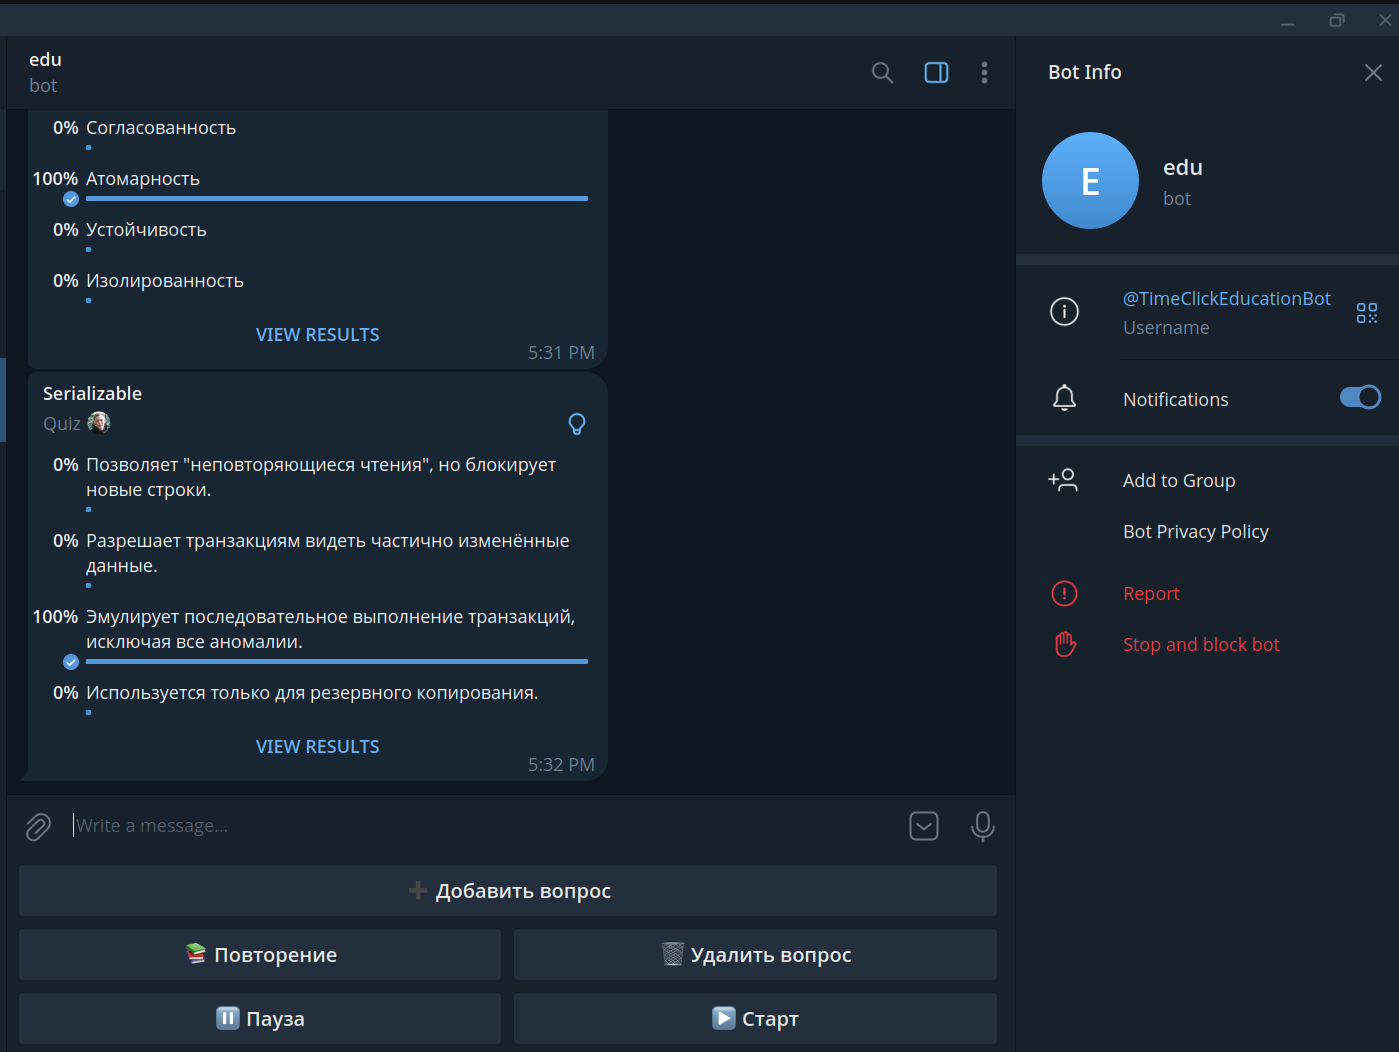 edu
bot
0% Согласованность
100% Атомарность
0% Устойчивость
0% Изолированность
VIEW RESULTS
5:31 PM
Serializable
Quiz
0% Позволяет "неповторяющиеся чтения", но блокирует
новые строки.
0% Разрешает транзакциям видеть частично изменённые
данные.
100% Эмулирует последовательное выполнение транзакций,
исключая все аномалии.
0% Используется только для резервного копирования.
VIEW RESULTS
5:32 PM
Write a message...
Добавить вопрос
Повторение
Удалить вопрос
Пауза
Старт
Bot Info
E
edu
bot
@TimeClickEducationBot
Username
Notifications
Add to Group
Bot Privacy Policy
Report
Stop and block bot